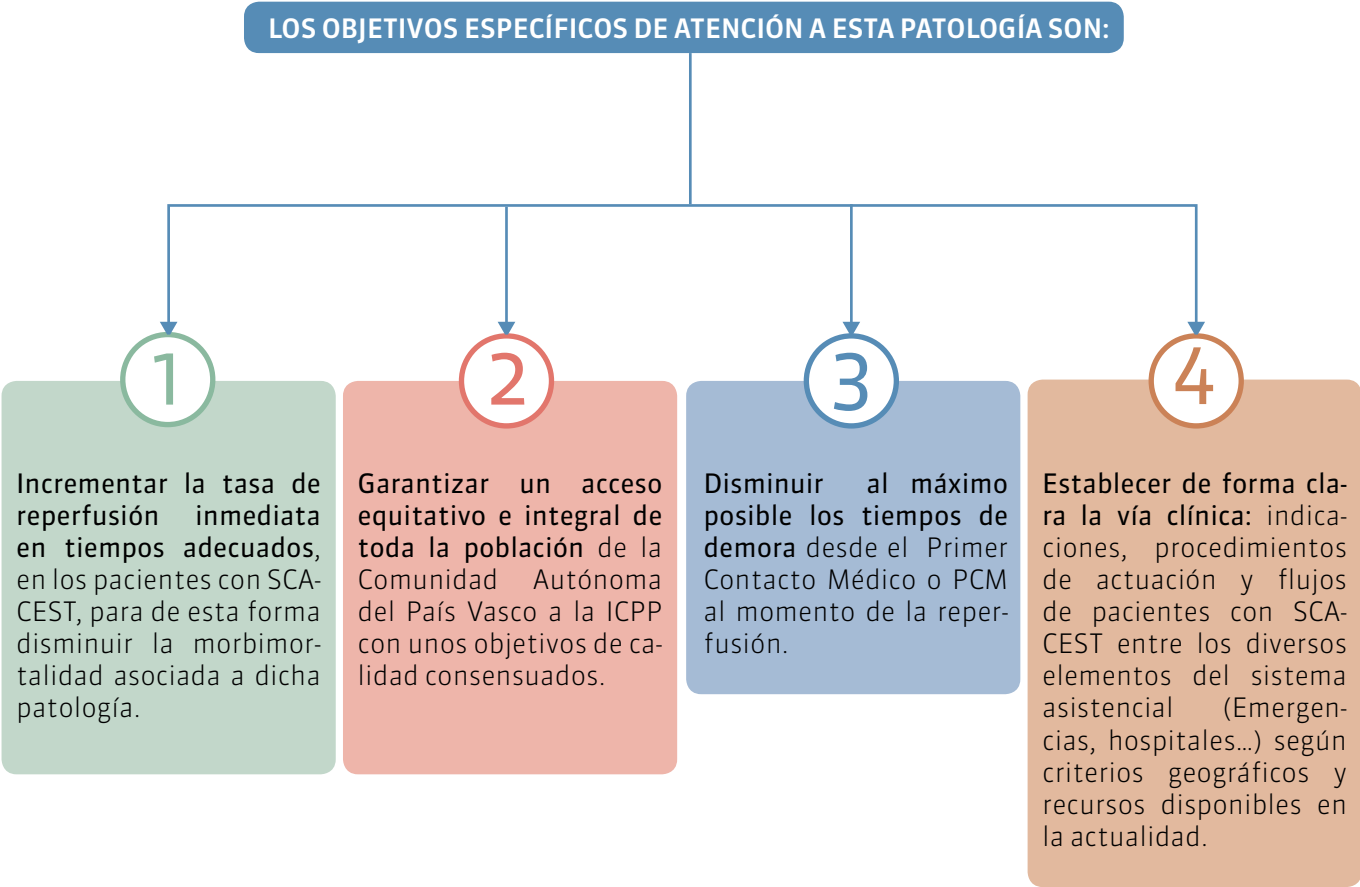 LOS OBJETIVOS ESPECÍFICOS DE ATENCIÓN A ESTA PATOLOGÍA SON:
1
Incrementar la tasa de
reperfusión inmediata
en tiempos adecuados,
en los pacientes con SCA-
CEST, para de esta forma
disminuir la morbimor-
talidad asociada a dicha
patología.
2
Garantizar un acceso
equitativo e integral de
toda la población de la
Comunidad Autónoma
del País Vasco a la ICPP
con unos objetivos de ca-
lidad consensuados.
3
Disminuir al máximo
posible los tiempos de
demora desde el Primer
Contacto Médico o PCM
al momento de la reper-
fusión.
4
Establecer de forma cla-
ra la vía clínica: indica-
ciones, procedimientos
de actuación y flujos
de pacientes con SCA-
CEST entre los diversos
elementos del sistema
asistencial (Emergen-
cias, hospitales...) según
criterios geográficos y
recursos disponibles en
la actualidad.